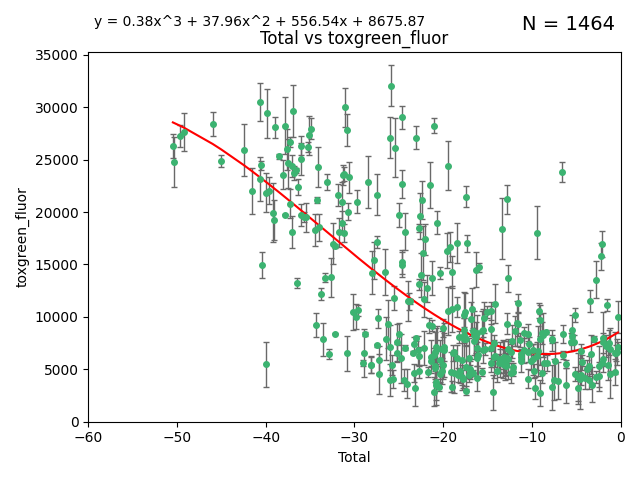 y = 0.38x^3 + 37.96x^2 + 556.54x + 8675.87
N = 1464
Total vs toxgreen_fluor
35000
30000
25000
20000
15000
10000
5000
0
toxgreen_fluor
−60 −50 −40 −30 −20 −10 0
Total